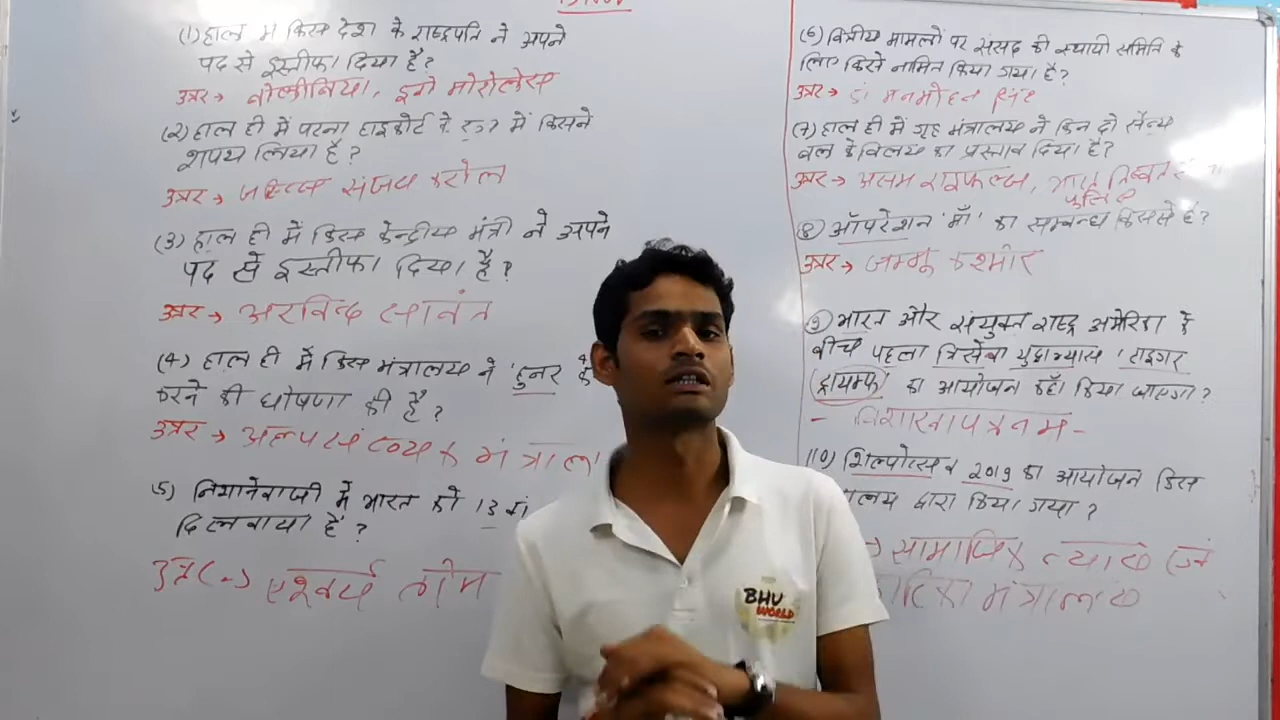 (1) हाल में किस देश के राष्ट्रपति ने अपने
पद से इस्तीफा दिया है?
उत्तर → बोलीविया, इवो मोरालेस
(2) हाल ही में पटना हाइकोर्ट के रूप में किसने
शपथ लिया है?
उत्तर → जस्टिस संजय करोल
(3) हाल ही में किस केन्द्रीय मंत्री ने अपने
पद से इस्तीफा दिया है?
उत्तर → अरविन्द सावंत
(4) हाल ही में किस मंत्रालय ने 'हुनर
करने की घोषणा की है?
उत्तर → अल्पसंख्यक मंत्राल
(5) निशानेबाजी में भारत को 13 वां
दिलवाया है?
उत्तर → एश्वर्य तोमर
(6) वित्तीय मामलों पर संसद की स्थायी समिति के
लिए किसे नामित किया गया है?
उत्तर → डॉ मनमोहन सिंह
(7) हाल ही में गृह मंत्रालय ने किन दो सैन्य
बल के विलय का प्रस्ताव दिया है?
उत्तर → असम राइफल्स, भारत तिब्बत
पुलिस
(8) ऑपरेशन 'माँ' का सम्बन्ध किससे है?
उत्तर → जम्मू कश्मीर
(9) भारत और संयुक्त राष्ट्र अमेरिका के
बीच पहला त्रिसेवा युद्धाभ्यास 'टाइगर
ट्रायम्फ' का आयोजन कहाँ किया जाएगा?
- विशाखापत्रनम -
(10) शिल्पोत्सव 2019 का आयोजन किस
ालय द्वारा किया गया?
सामाजिक न्याय एवं
मंत्रालय
BHU
WORLD